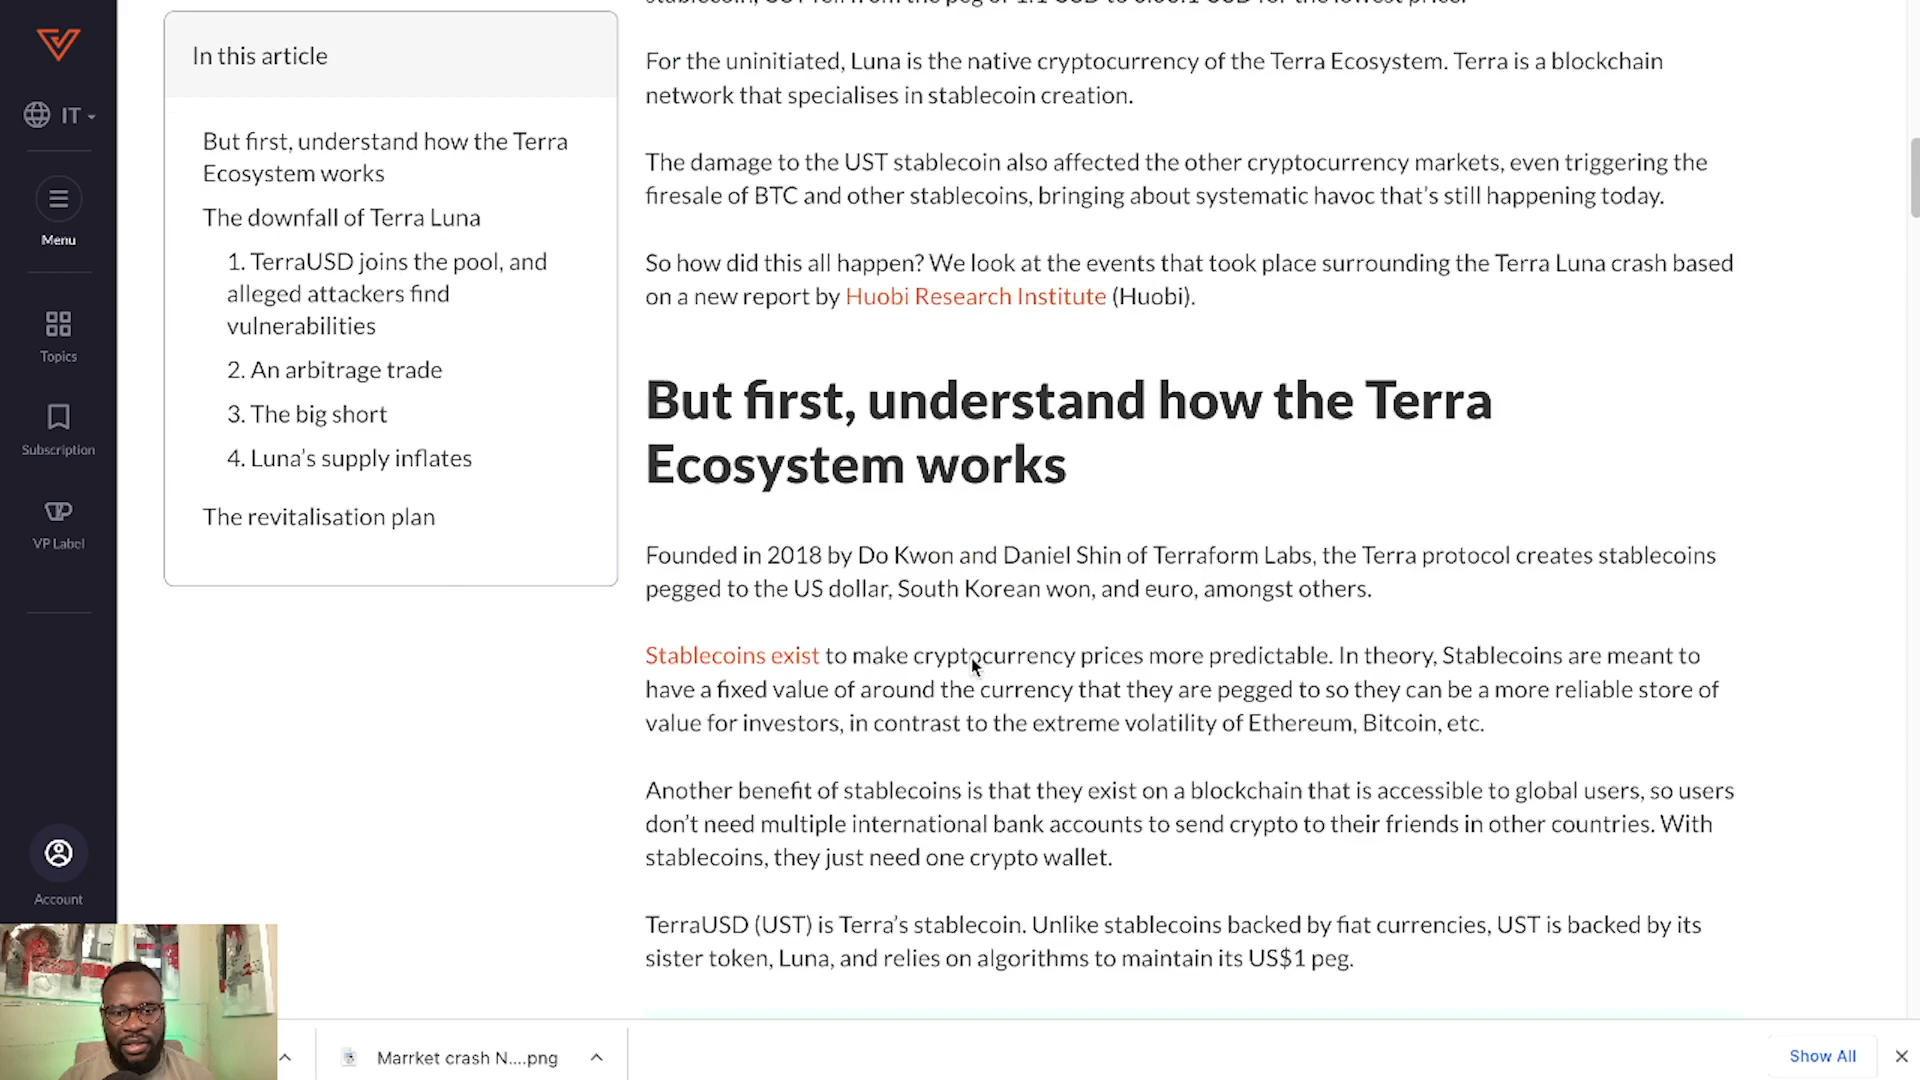 IT
Menu
Topics
Subscription
VP Label
Account
In this article
But first, understand how the Terra
Ecosystem works
The downfall of Terra Luna
1. TerraUSD joins the pool, and
alleged attackers find
vulnerabilities
2. An arbitrage trade
3. The big short
4. Luna's supply inflates
The revitalisation plan
For the uninitiated, Luna is the native cryptocurrency of the Terra Ecosystem. Terra is a blockchain
network that specialises in stablecoin creation.
The damage to the UST stablecoin also affected the other cryptocurrency markets, even triggering the
firesale of BTC and other stablecoins, bringing about systematic havoc that's still happening today.
So how did this all happen? We look at the events that took place surrounding the Terra Luna crash based
on a new report by Huobi Research Institute (Huobi).
But first, understand how the Terra
Ecosystem works
Founded in 2018 by Do Kwon and Daniel Shin of Terraform Labs, the Terra protocol creates stablecoins
pegged to the US dollar, South Korean won, and euro, amongst others.
Stablecoins exist to make cryptocurrency prices more predictable. In theory, Stablecoins are meant to
have a fixed value of around the currency that they are pegged to so they can be a more reliable store of
value for investors, in contrast to the extreme volatility of Ethereum, Bitcoin, etc.
Another benefit of stablecoins is that they exist on a blockchain that is accessible to global users, so users
don't need multiple international bank accounts to send crypto to their friends in other countries. With
stablecoins, they just need one crypto wallet.
TerraUSD (UST) is Terra's stablecoin. Unlike stablecoins backed by fiat currencies, UST is backed by its
sister token, Luna, and relies on algorithms to maintain its US$1 peg.
Marrket crash N....png
Show All